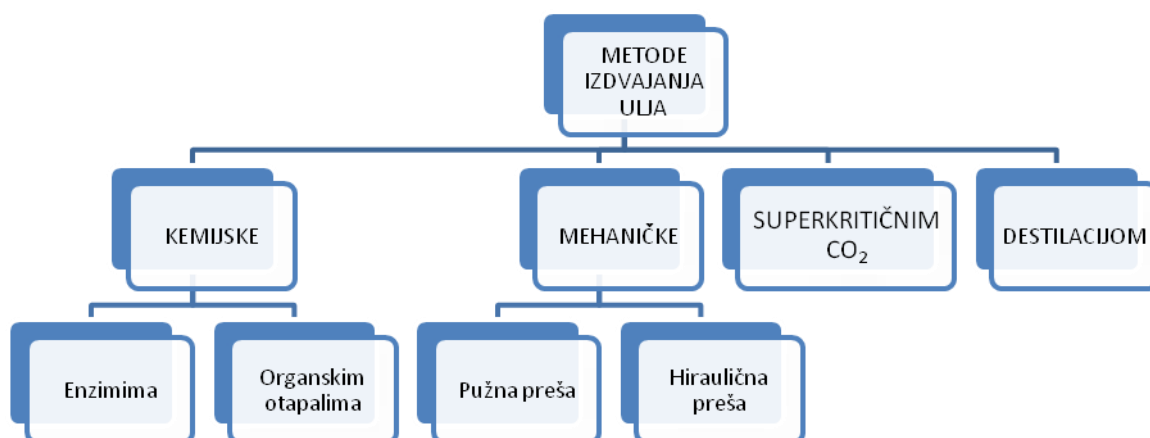 METODE
IZDVAJANJA
ULJA
KEMIJSKE
MEHANIČKE
SUPERKRITIČNIM
CO₂
DESTILACIJOM
Enzimima
Organskim
otapalima
Pužna preša
Hiraulična
preša